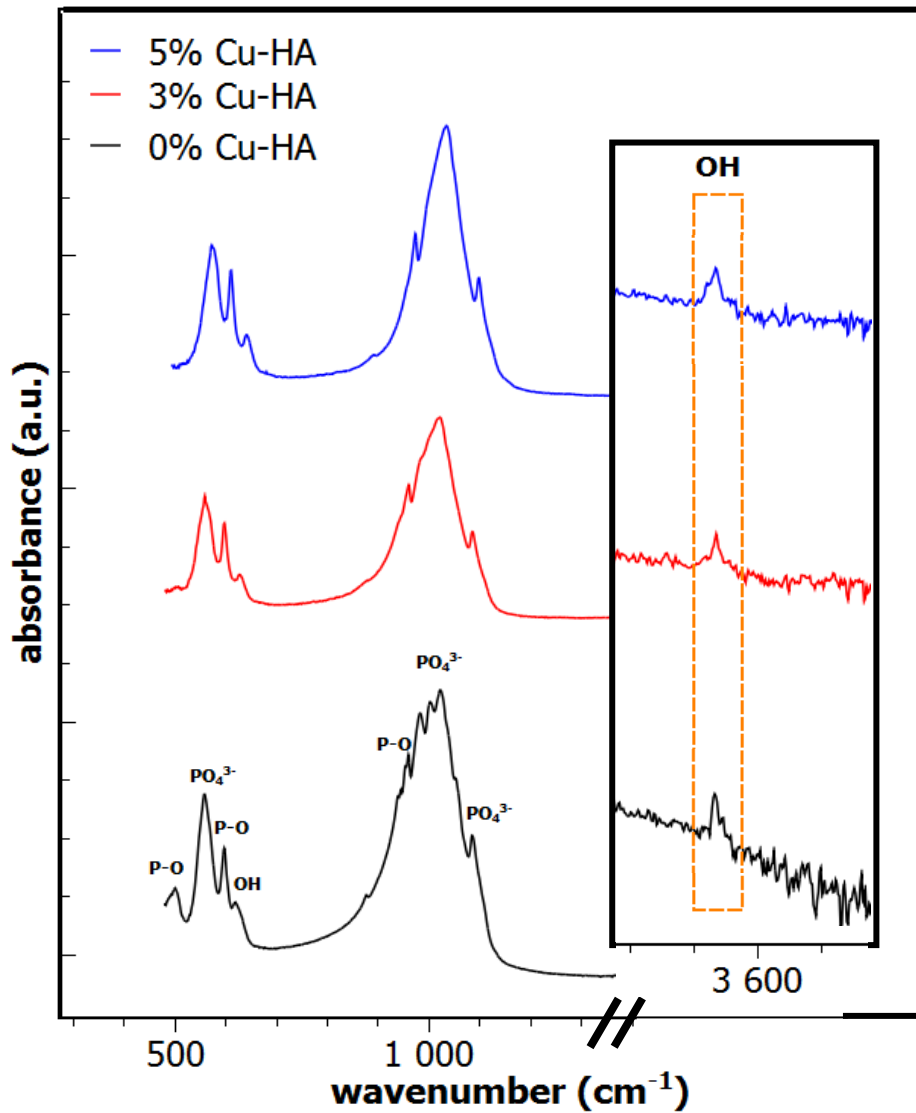 5% Cu-HA
3% Cu-HA
0% Cu-HA
OH
absorbance (a.u.)
PO₄³⁻
P-O
PO₄³⁻
PO₄³⁻
P-O
P-O
OH
3 600
500
1 000
wavenumber (cm⁻¹)